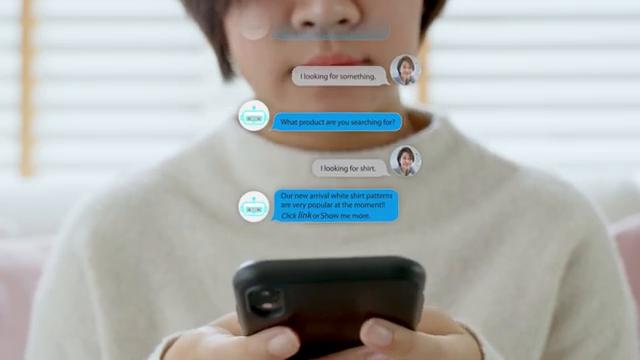 I looking for something.
What product are you searching for?
I looking for shirt.
Our new arrival white shirt patterns
are very popular at the moment!!
Click link or Show me more.